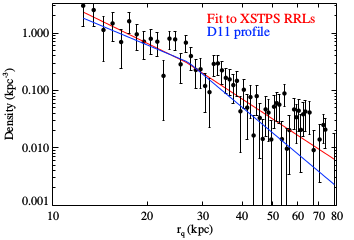 Fit to XSTPS RRLs
D11 profile
1.000
0.100
0.010
0.001
Density (kpc⁻³)
10 20 30 40 50 60 70 80
r_q (kpc)